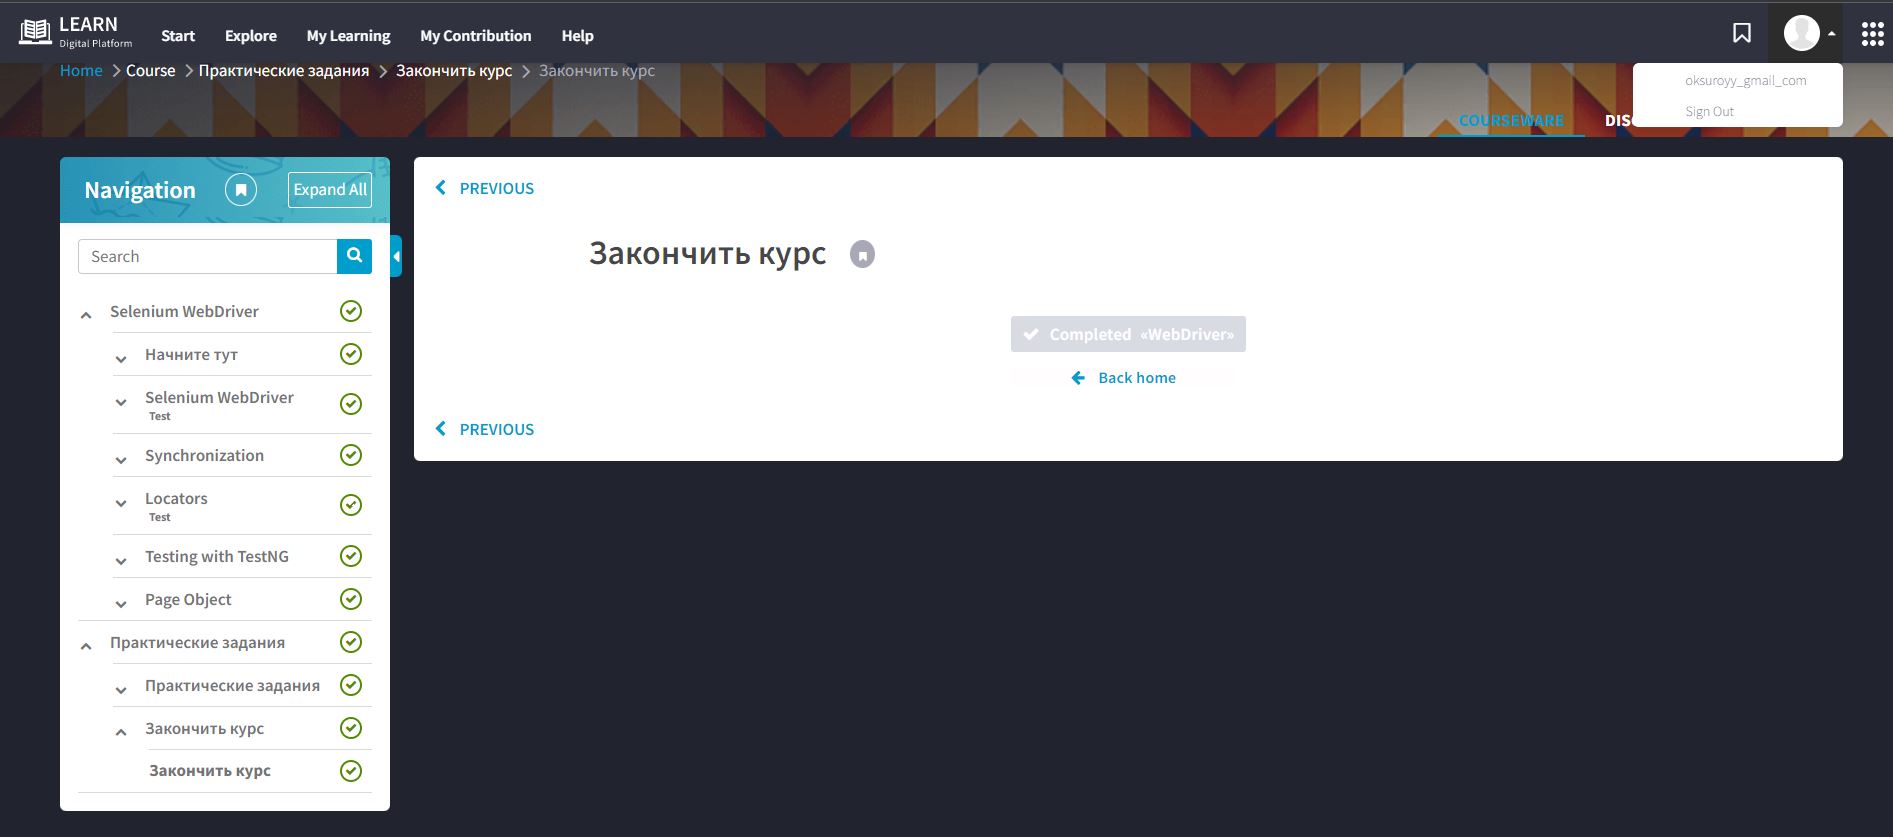 LEARN
Digital Platform
Start Explore My Learning My Contribution Help
Home Course Практические задания Закончить курс Закончить курс
oksuroyy_gmail_com
Sign Out
COURSEWARE
Navigation
Expand All
Search
Selenium WebDriver
Начните тут
Selenium WebDriver
Test
Synchronization
Locators
Test
Testing with TestNG
Page Object
Практические задания
Практические задания
Закончить курс
Закончить курс
PREVIOUS
Закончить курс
Completed «WebDriver»
Back home
PREVIOUS